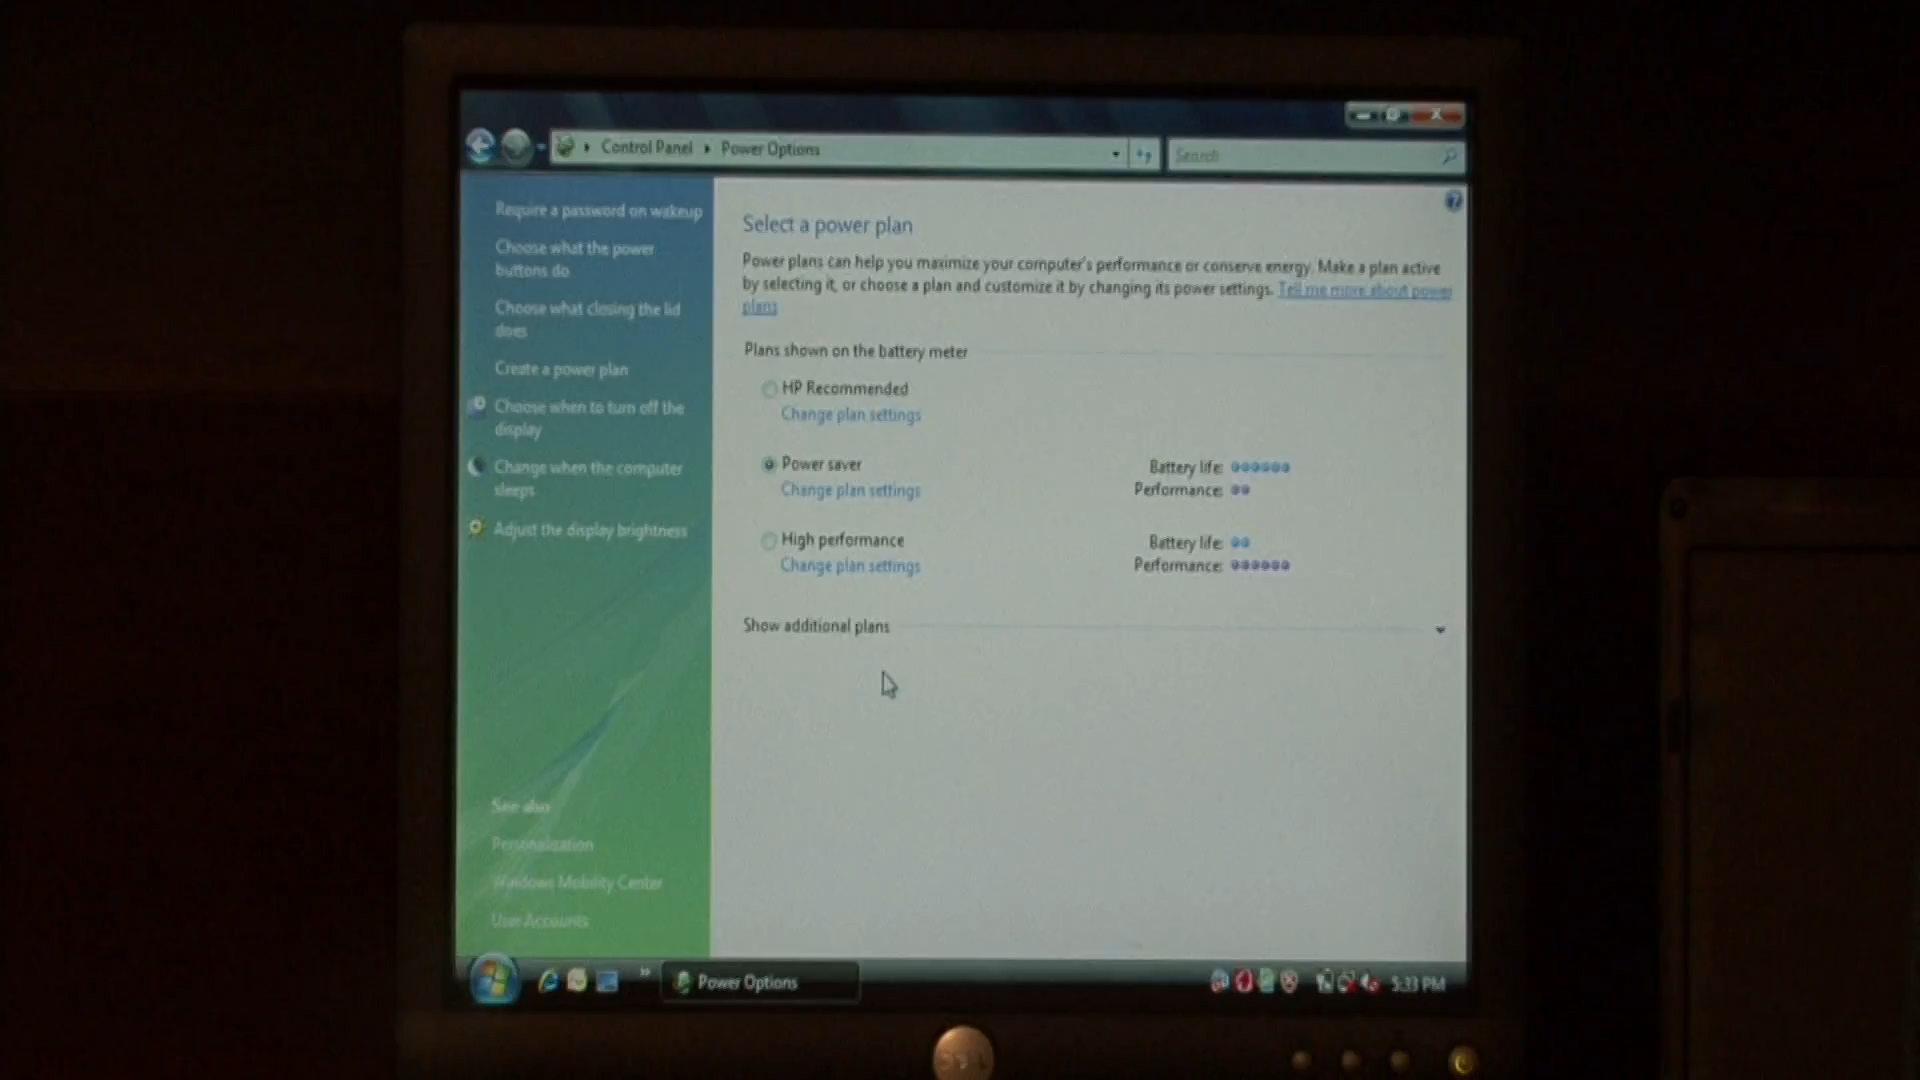 Control Panel
Power Options
Search
Require a password on wakeup
Choose what the power
buttons do
Choose what closing the lid
does
Create a power plan
Choose when to turn off the
display
Change when the computer
sleeps
Adjust the display brightness
See also
Personalization
Windows Mobility Center
User Accounts
Select a power plan
Power plans can help you maximize your computer's performance or conserve energy. Make a plan active
by selecting it, or choose a plan and customize it by changing its power settings. Tell me more about power
plans
Plans shown on the battery meter
HP Recommended
Change plan settings
Power saver
Battery life:
Change plan settings
Performance:
High performance
Battery life:
Change plan settings
Performance:
Show additional plans
Power Options
5:33 PM